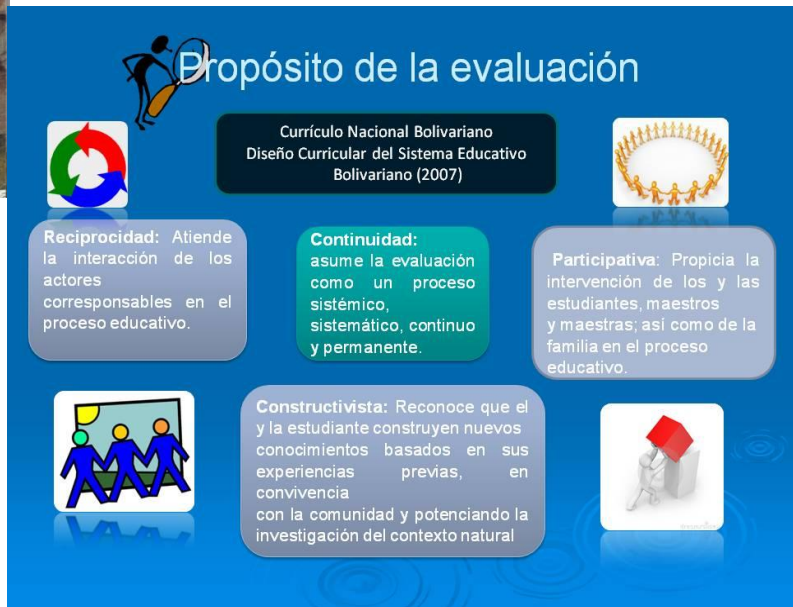 Propósito de la evaluación
Currículo Nacional Bolivariano
Diseño Curricular del Sistema Educativo
Bolivariano (2007)
Reciprocidad: Atiende
la interacción de los
actores
corresponsables en el
proceso educativo.
Continuidad:
asume la evaluación
como un proceso
sistémico,
sistemático, continuo
y permanente.
Participativa: Propicia la
intervención de los y las
estudiantes, maestros
y maestras; así como de la
familia en el proceso
educativo.
Constructivista: Reconoce que el
y la estudiante construyen nuevos
conocimientos basados en sus
experiencias previas, en
convivencia
con la comunidad y potenciando la
investigación del contexto natural